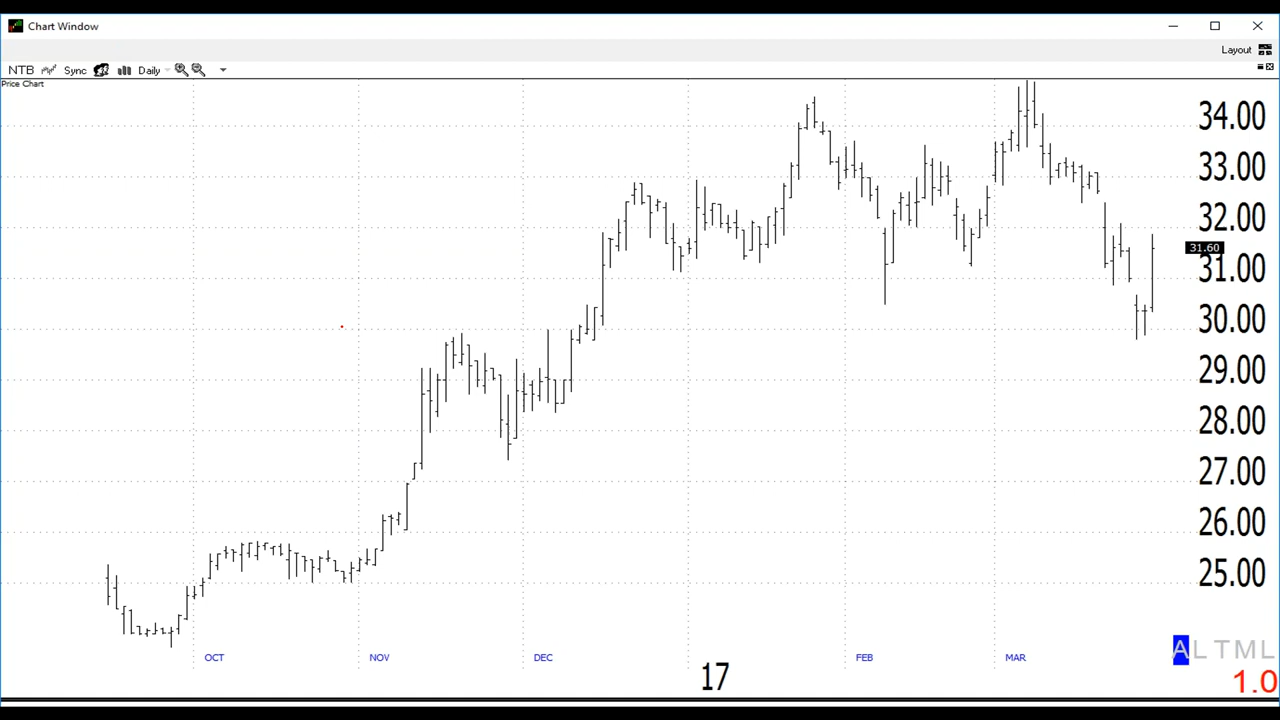 Chart Window
Layout
NTB Sync Daily
Price Chart
34.00
33.00
32.00
31.60
31.00
30.00
29.00
28.00
27.00
26.00
25.00
A L T M L
OCT NOV DEC 17 FEB MAR
1.0